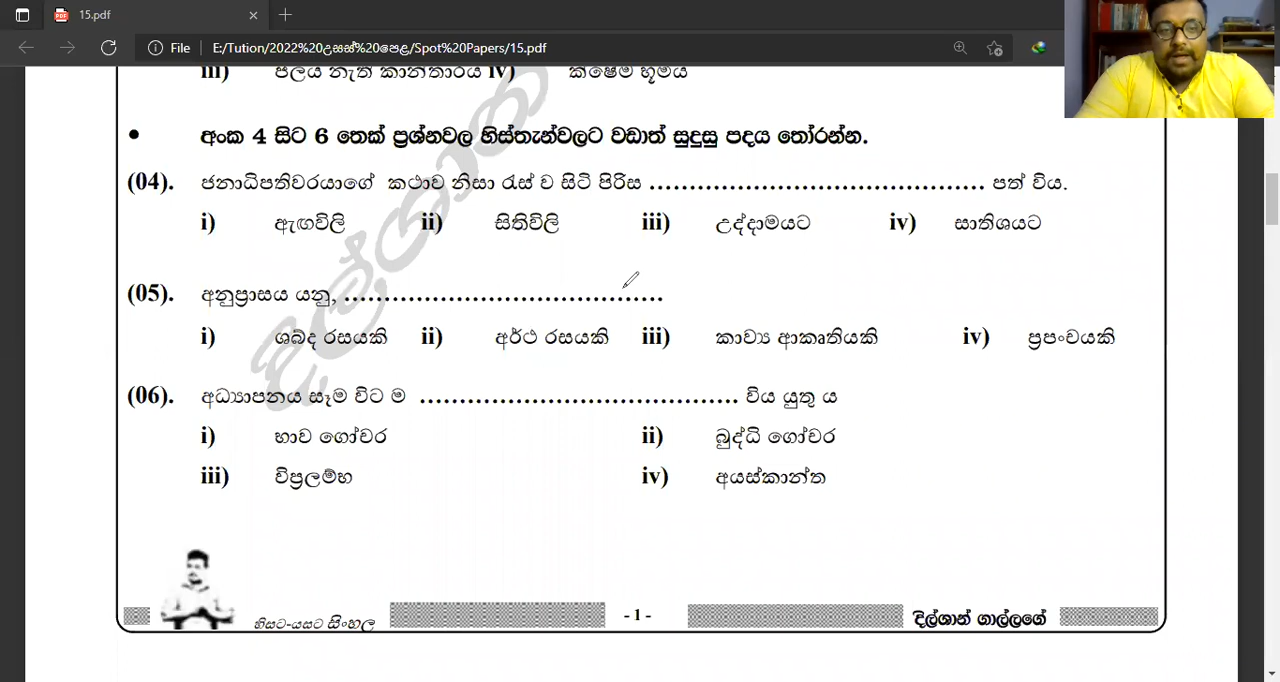 15.pdf
File E:/Tution/2022%20උසස්%20පෙළ/Spot%20Papers/15.pdf
iii) ජලය නැති කාන්තාරය iv) ක්ෂේම භූමිය
• අංක 4 සිට 6 තෙක් ප්‍රශ්නවල හිස්තැන්වලට වඩාත් සුදුසු පදය තෝරන්න.
(04). ජනාධිපතිවරයාගේ කථාව නිසා රැස් ව සිටි පිරිස .......................................... පත් විය.
i) ඇඟවිලි ii) සිතිවිලි iii) උද්දාමයට iv) සාතිශයට
(05). අනුප්‍රාසය යනු, ........................................
i) ශබ්ද රසයකි ii) අර්ථ රසයකි iii) කාව්‍ය ආකෘතියකි iv) ප්‍රපංචයකි
(06). අධ්‍යාපනය සෑම විට ම ........................................ විය යුතු ය
i) භාව ගෝචර ii) බුද්ධි ගෝචර
iii) විප්‍රලම්භ iv) අයස්කාන්ත
දිල්ශාන්
හිසට-යසට සිංහල - 1 - දිල්ශාන් ගාල්ලගේ